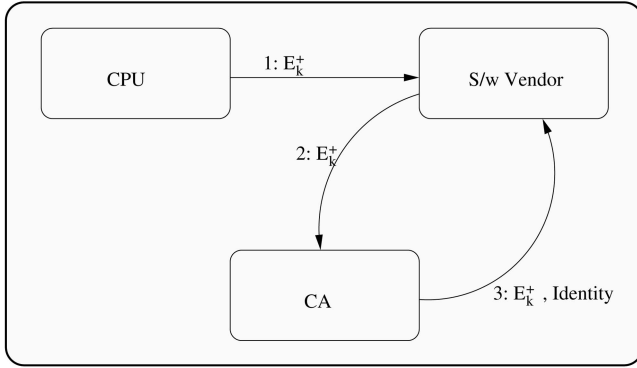 CPU
1: E_k^+
S/w Vendor
2: E_k^+
CA
3: E_k^+ , Identity